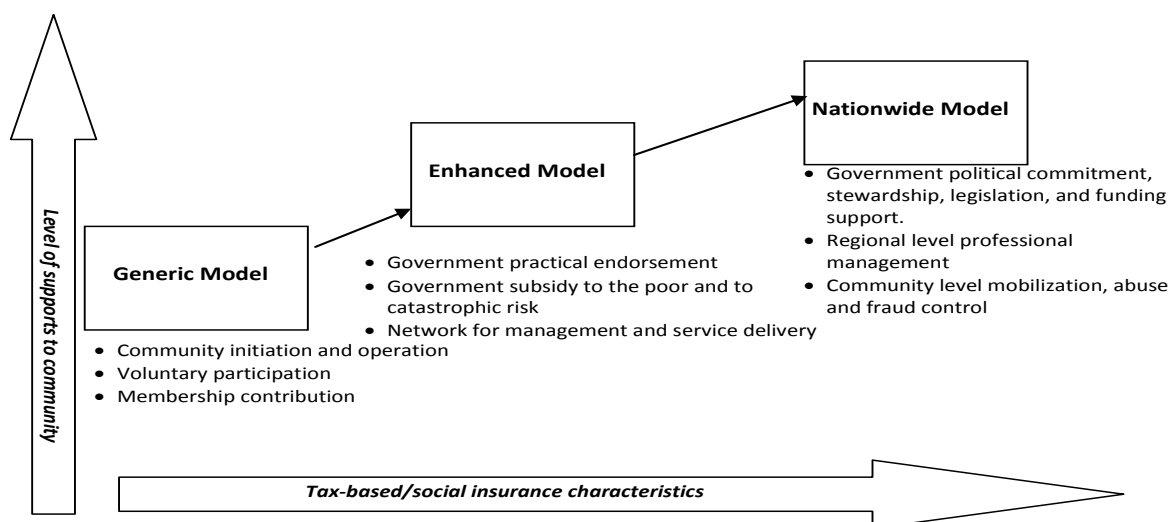 Nationwide Model
Enhanced Model
Generic Model
Level of supports to community
• Government political commitment,
stewardship, legislation, and funding
support.
• Regional level professional
management
• Community level mobilization, abuse
and fraud control
• Government practical endorsement
• Government subsidy to the poor and to
catastrophic risk
• Network for management and service delivery
• Community initiation and operation
• Voluntary participation
• Membership contribution
Tax-based/social insurance characteristics